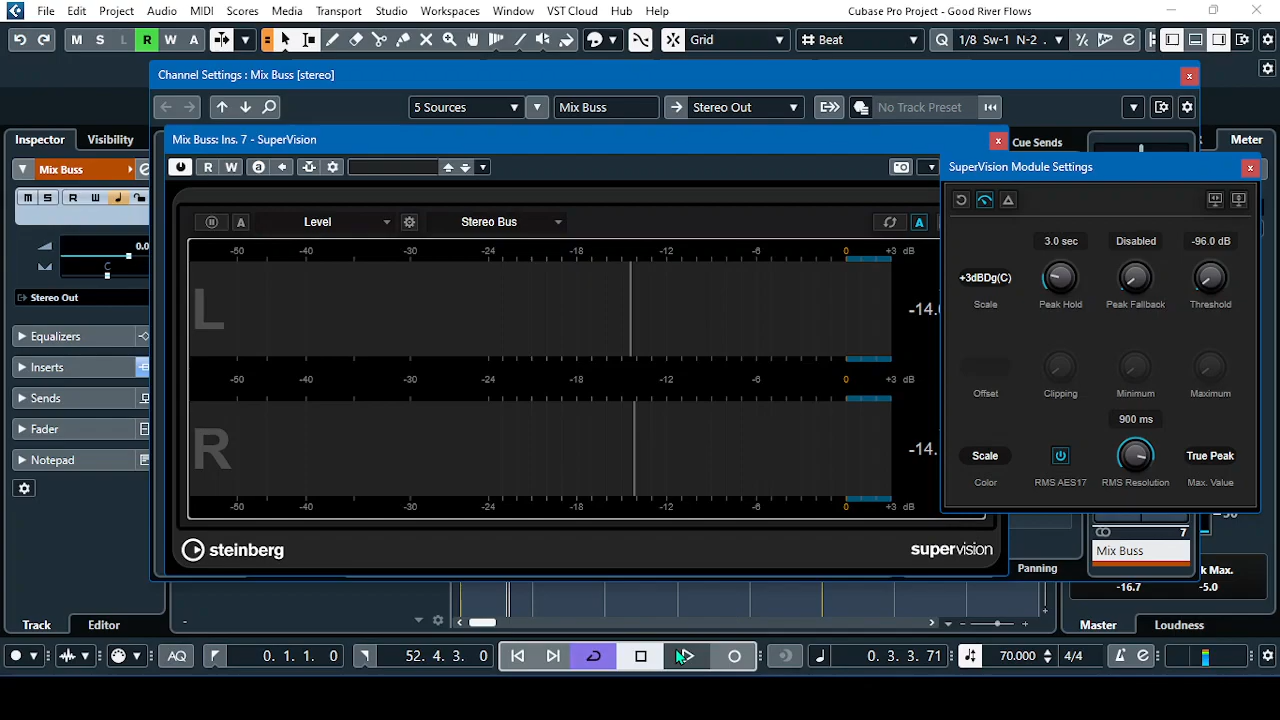 File Edit Project Audio MIDI Scores Media Transport Studio Workspaces Window VST Cloud Hub Help Cubase Pro Project - Good River Flows
M S L R W A Grid Beat Q 1/8 Sw-1 N-2 .
Channel Settings : Mix Buss [stereo]
5 Sources Mix Buss Stereo Out No Track Preset
Inspector Visibility Mix Buss: Ins. 7 - SuperVision Cue Sends Meter
Mix Buss R W a SuperVision Module Settings
M S R W
A Level Stereo Bus A
3.0 sec Disabled -96.0 dB
0.0
-50 -40 -30 -24 -18 -12 -6 0 +3 dB
C
+3dBDg(C)
Stereo Out
L
Scale Peak Hold Peak Fallback Threshold
Equalizers
Inserts
-50 -40 -30 -24 -18 -12 -6 0 +3 dB
Offset Clipping Minimum Maximum
Sends
900 ms
Fader
R
Scale True Peak
Notepad
Color RMS AES17 RMS Resolution Max. Value
-50 -40 -30 -24 -18 -12 -6 0 +3 dB
7
steinberg supervision
Mix Buss
Panning
k Max.
-16.7 -5.0
Track Editor - Master Loudness
AQ 0. 1. 1. 0 52. 4. 3. 0 0. 3. 3. 71 70.000 4/4